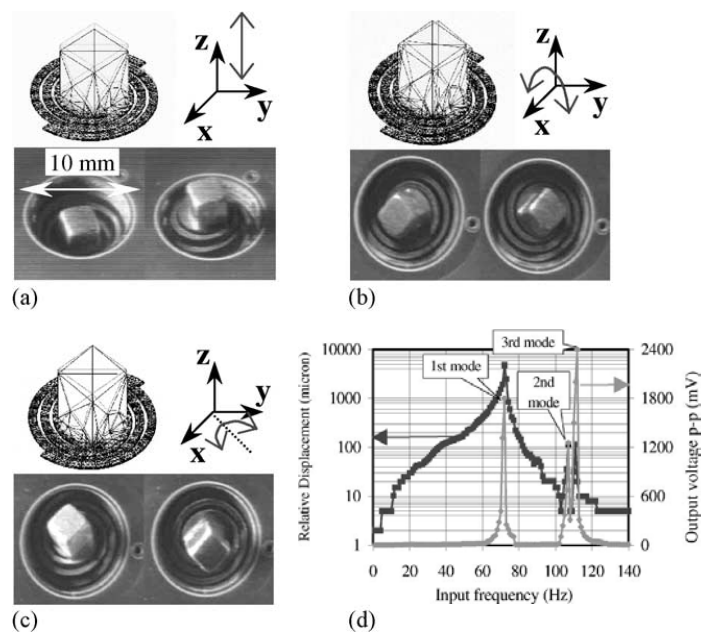 z
y
x
10 mm
(a)
z
y
x
(b)
z
y
x
(c)
3rd mode
1st mode
2nd mode
Relative Displacement (micron)
10000
1000
100
10
1
2400
1800
1200
600
0
Output voltage p-p (mV)
0 20 40 60 80 100 120 140
Input frequency (Hz)
(d)